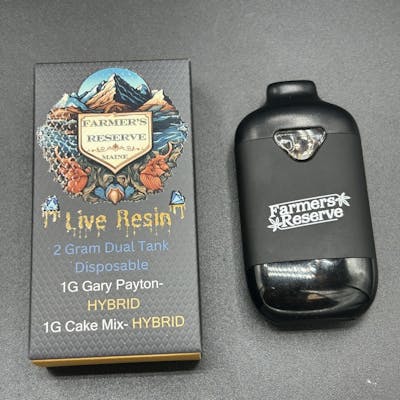 FARMER'S
RESERVE
MAINE
"Live Resin"
2 Gram Dual Tank
Disposable
1G Gary Payton-
HYBRID
1G Cake Mix- HYBRID
Farmers
Reserve